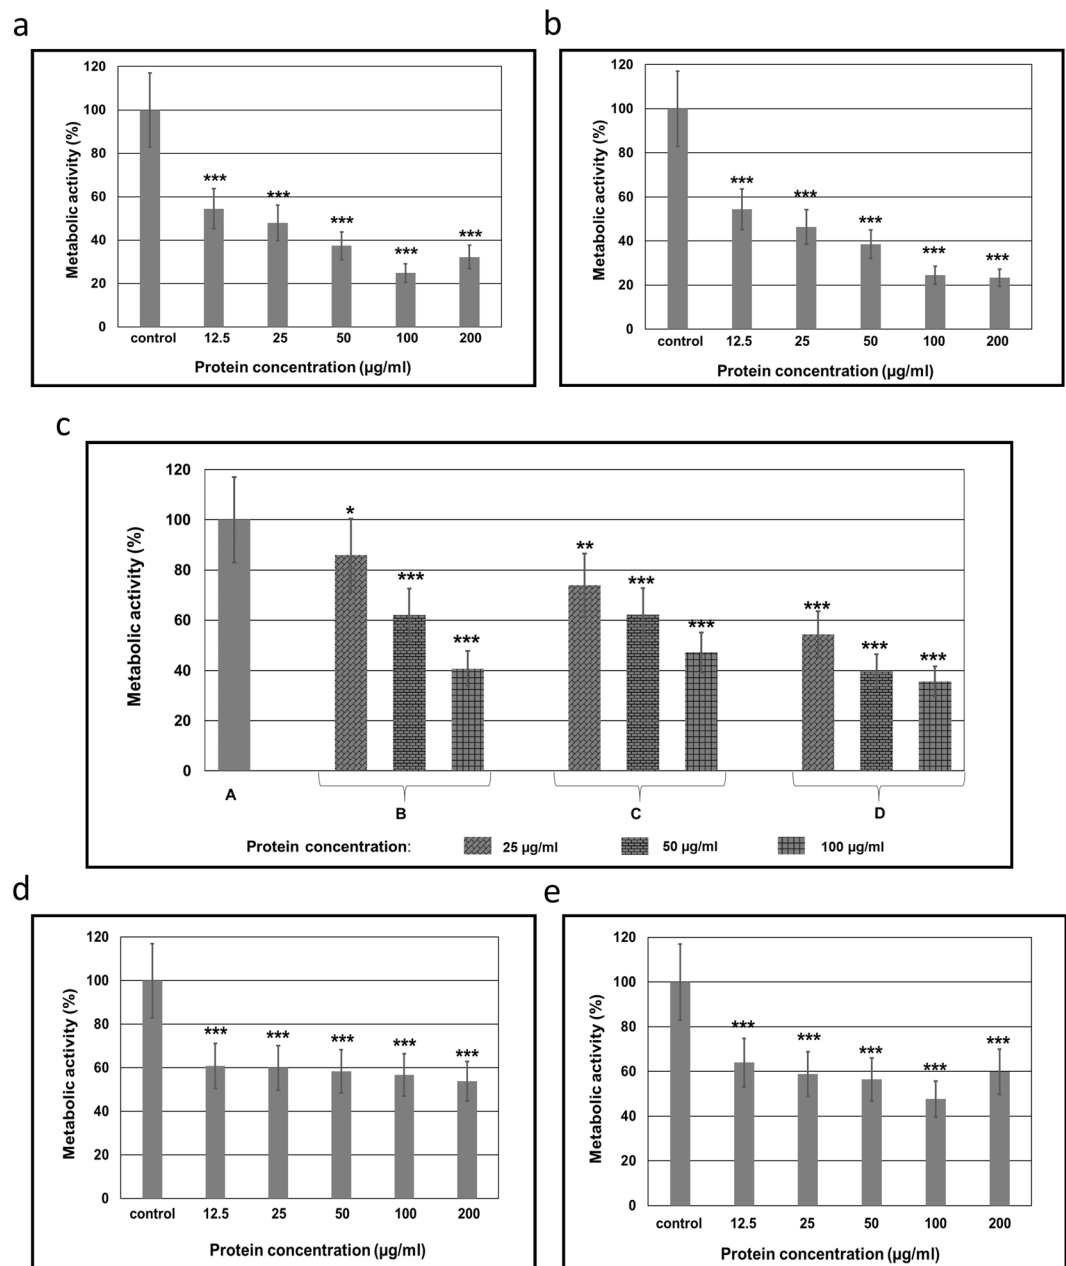 a
120
100
80
60
40
20
0
Metabolic activity (%)
*** *** *** *** ***
control 12.5 25 50 100 200
Protein concentration (µg/ml)
b
120
100
80
60
40
20
0
Metabolic activity (%)
*** *** *** *** ***
control 12.5 25 50 100 200
Protein concentration (µg/ml)
c
120
100
80
60
40
20
0
Metabolic activity (%)
* *** *** ** *** *** *** *** ***
A B C D
Protein concentration: 25 µg/ml 50 µg/ml 100 µg/ml
d
120
100
80
60
40
20
0
Metabolic activity (%)
*** *** *** *** ***
control 12.5 25 50 100 200
Protein concentration (µg/ml)
e
120
100
80
60
40
20
0
Metabolic activity (%)
*** *** *** *** ***
control 12.5 25 50 100 200
Protein concentration (µg/ml)